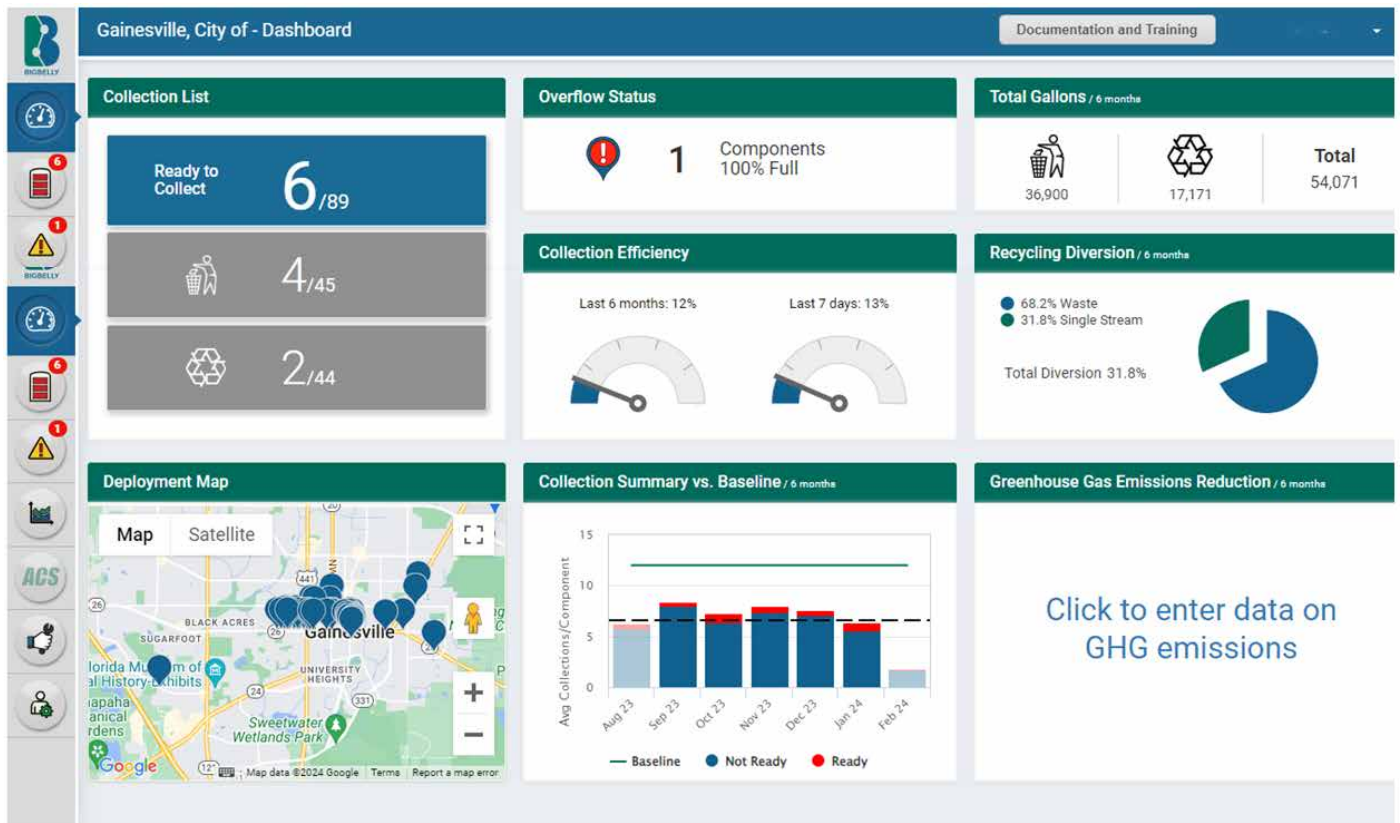 BIGBELLY
Gainesville, City of - Dashboard
Documentation and Training
6
1
BIGBELLY
6
1
ACS
Collection List
Ready to
Collect
6/89
4/45
2/44
Overflow Status
1
Components
100% Full
Total Gallons / 6 months
36,900
17,171
Total
54,071
Collection Efficiency
Last 6 months: 12%
Last 7 days: 13%
Recycling Diversion / 6 months
68.2% Waste
31.8% Single Stream
Total Diversion 31.8%
Deployment Map
Map
Satellite
441
26
BLACK ACRES
26
SUGARFOOT
Gainesville
UNIVERSITY
HEIGHTS
24
331
Sweetwater
Wetlands Park
Google
Map data ©2024 Google
Terms
Report a map error
Collection Summary vs. Baseline / 6 months
Avg Collections/Component
15
10
5
0
Aug 23
Sep 23
Oct 23
Nov 23
Dec 23
Jan 24
Feb 24
Baseline
Not Ready
Ready
Greenhouse Gas Emissions Reduction / 6 months
Click to enter data on
GHG emissions